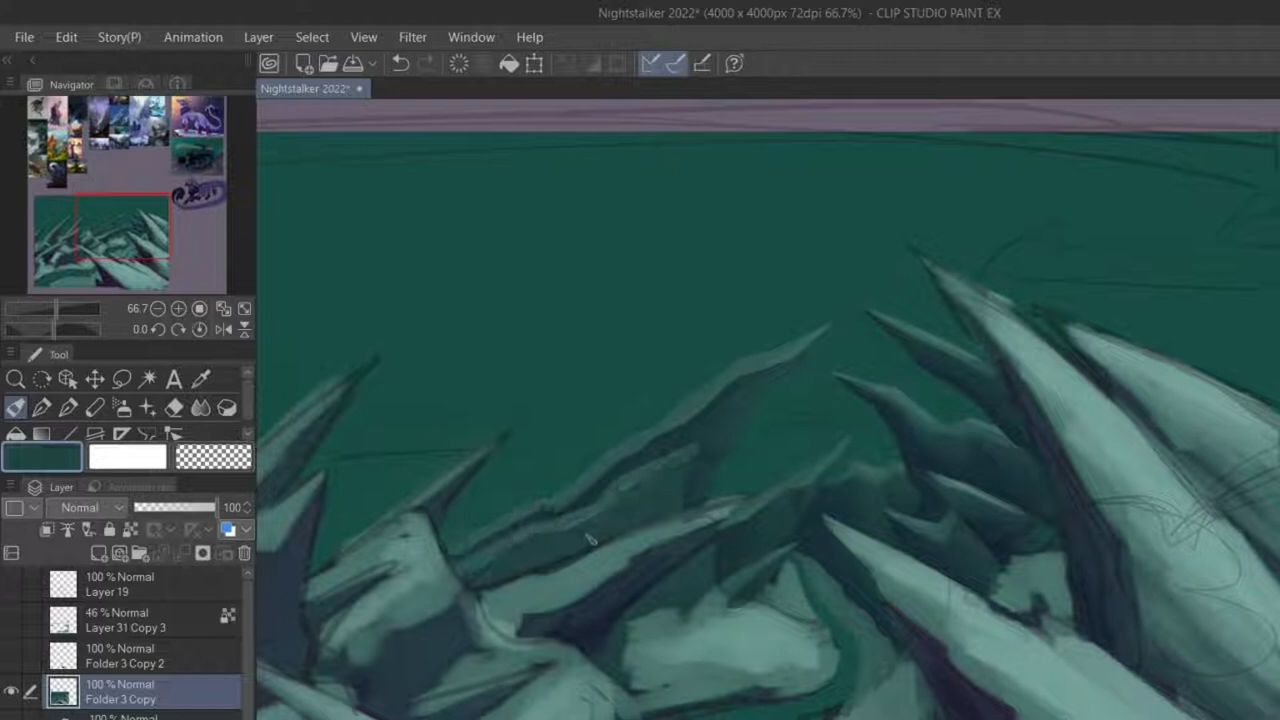 Nightstalker 2022* (4000 x 4000px 72dpi 66.7%) - CLIP STUDIO PAINT EX
File Edit Story(P) Animation Layer Select View Filter Window Help
Navigator
Nightstalker 2022*
66.7
0.0
Tool
Layer
Normal 100
100 % Normal
Layer 19
46 % Normal
Layer 31 Copy 3
100 % Normal
Folder 3 Copy 2
100 % Normal
Folder 3 Copy
100 % Normal